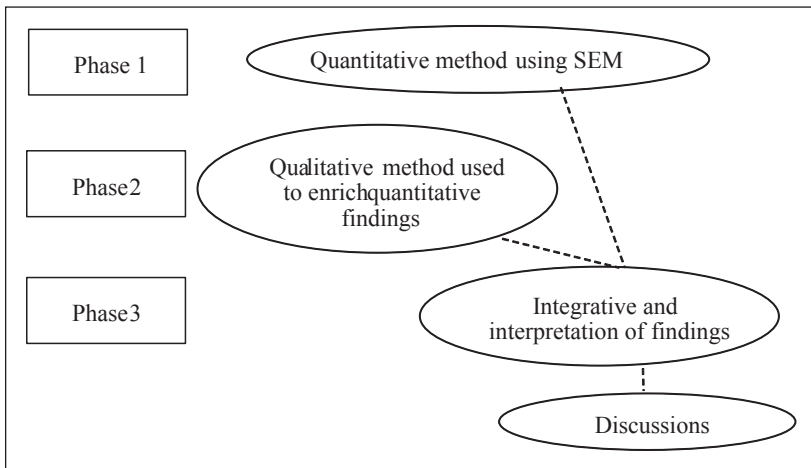 Phase 1
Quantitative method using SEM
Phase2
Qualitative method used
to enrichquantitative
findings
Phase3
Integrative and
interpretation of findings
Discussions